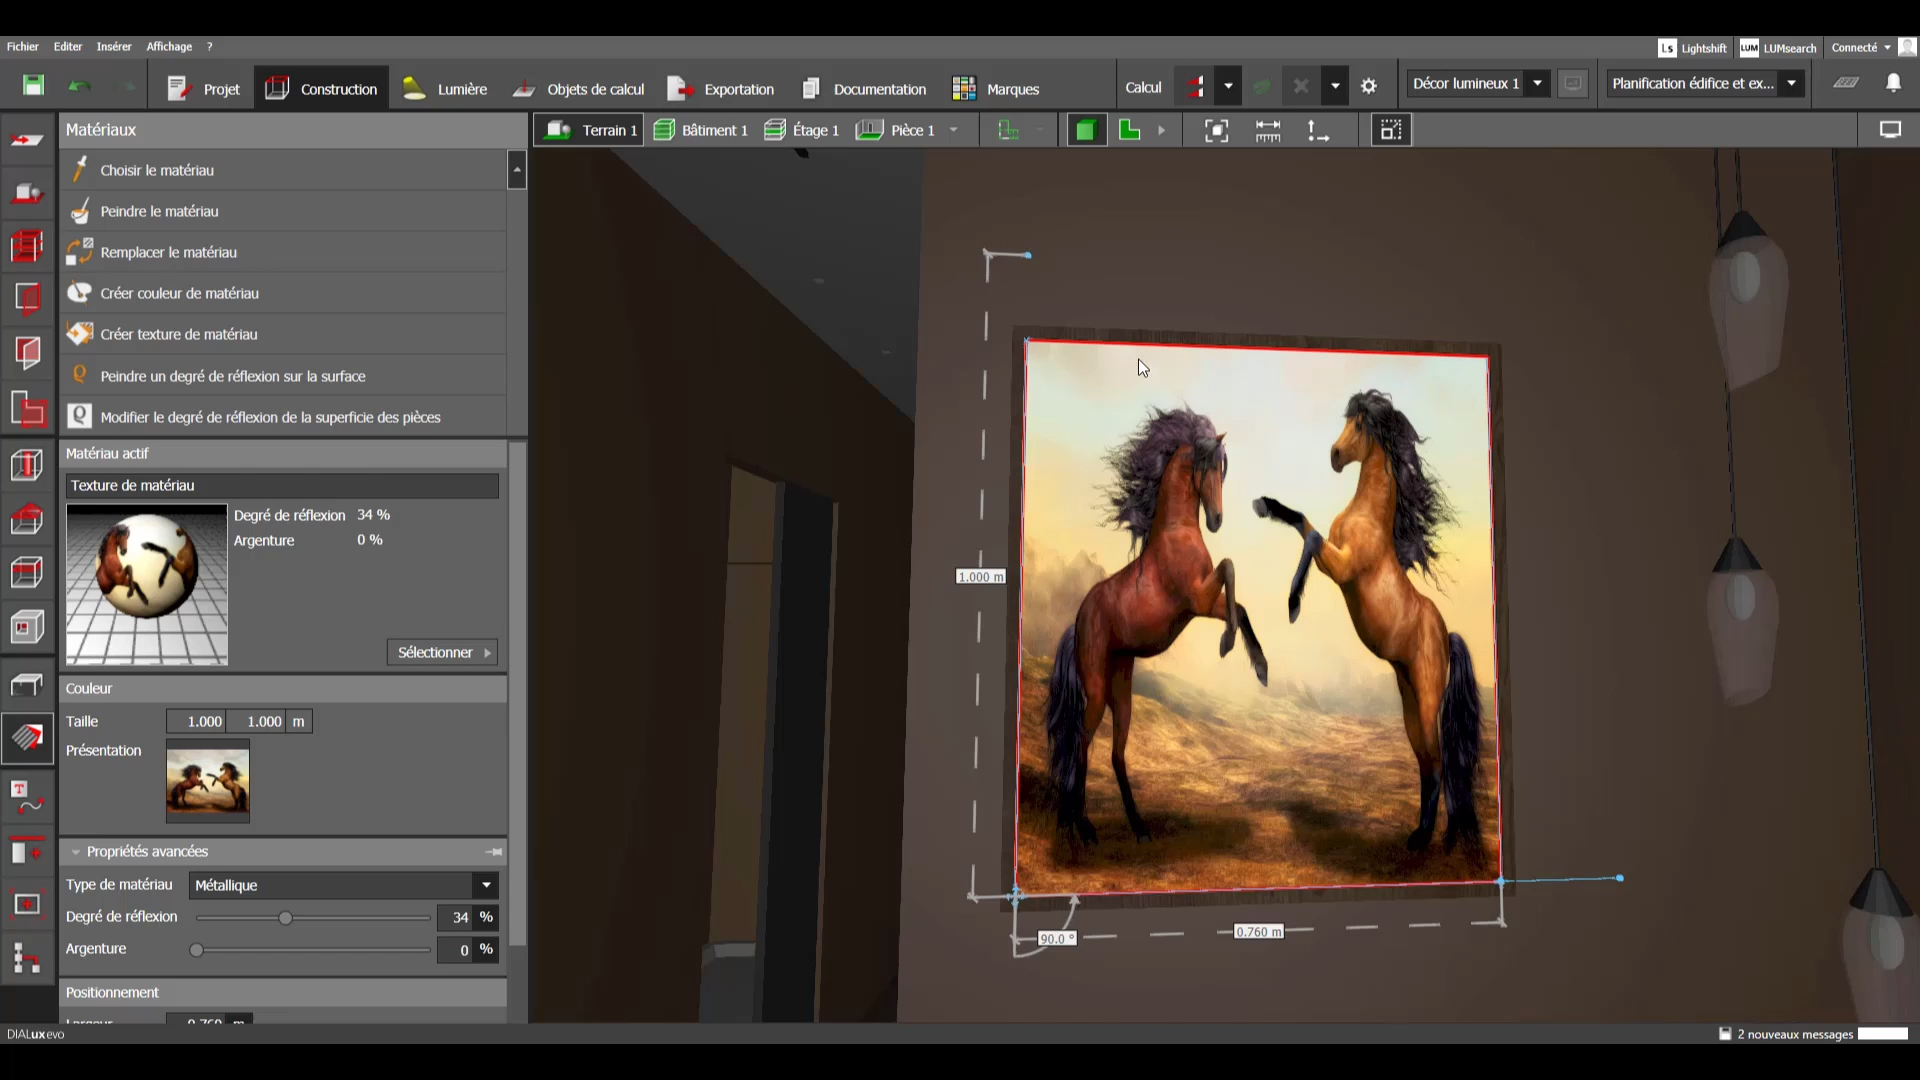 Fichier Editer Insérer Affichage ?
Ls Lightshift LUM LUMsearch Connecté
Projet Construction Lumière Objets de calcul Exportation Documentation Marques Calcul Décor lumineux 1 Planification édifice et ex...
Matériaux
Terrain 1 Bâtiment 1 Étage 1 Pièce 1
Choisir le matériau
Peindre le matériau
Remplacer le matériau
Créer couleur de matériau
Créer texture de matériau
Peindre un degré de réflexion sur la surface
Modifier le degré de réflexion de la superficie des pièces
Matériau actif
Texture de matériau
Degré de réflexion 34 %
Argenture 0 %
Sélectionner
Couleur
Taille 1.000 1.000 m
Présentation
Propriétés avancées
Type de matériau Métallique
Degré de réflexion 34 %
Argenture 0 %
Positionnement
Largeur 0.760 m
1.000 m
90.0 °
0.760 m
DIALux evo
2 nouveaux messages